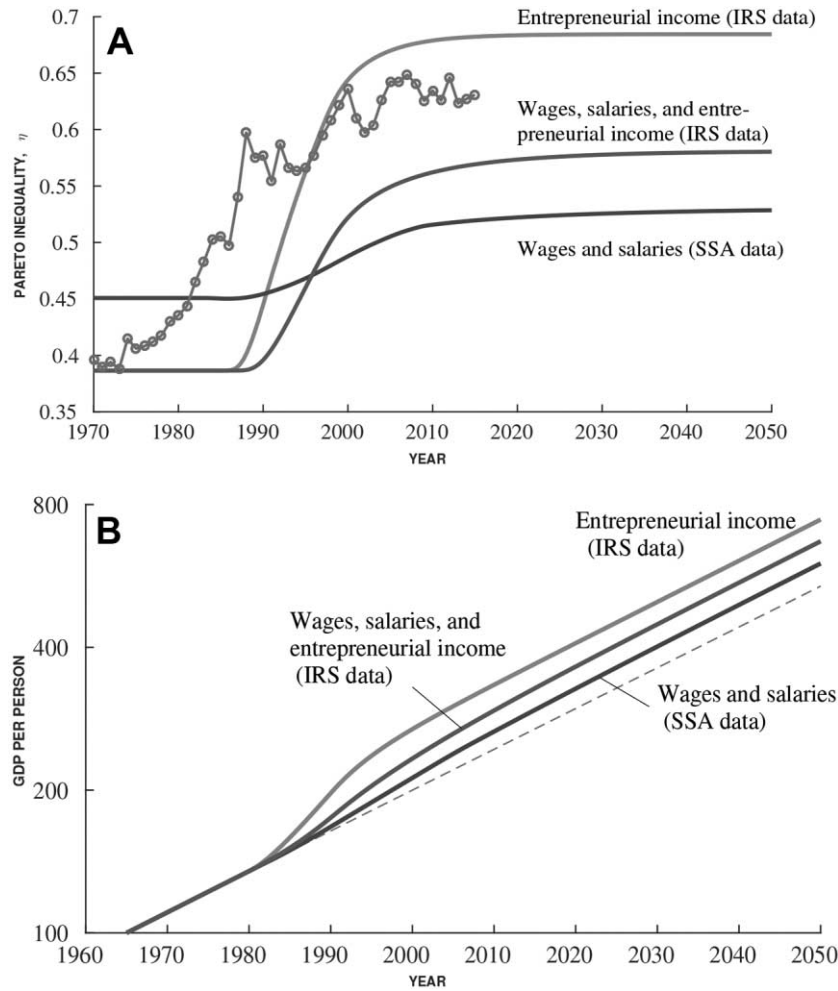 A
0.7
0.65
0.6
0.55
0.5
0.45
0.4
0.35
PARETO INEQUALITY, η
Entrepreneurial income (IRS data)
Wages, salaries, and entre-
preneurial income (IRS data)
Wages and salaries (SSA data)
1970 1980 1990 2000 2010 2020 2030 2040 2050
YEAR
B
800
400
200
100
GDP PER PERSON
Entrepreneurial income
(IRS data)
Wages, salaries, and
entrepreneurial income
(IRS data)
Wages and salaries
(SSA data)
1960 1970 1980 1990 2000 2010 2020 2030 2040 2050
YEAR